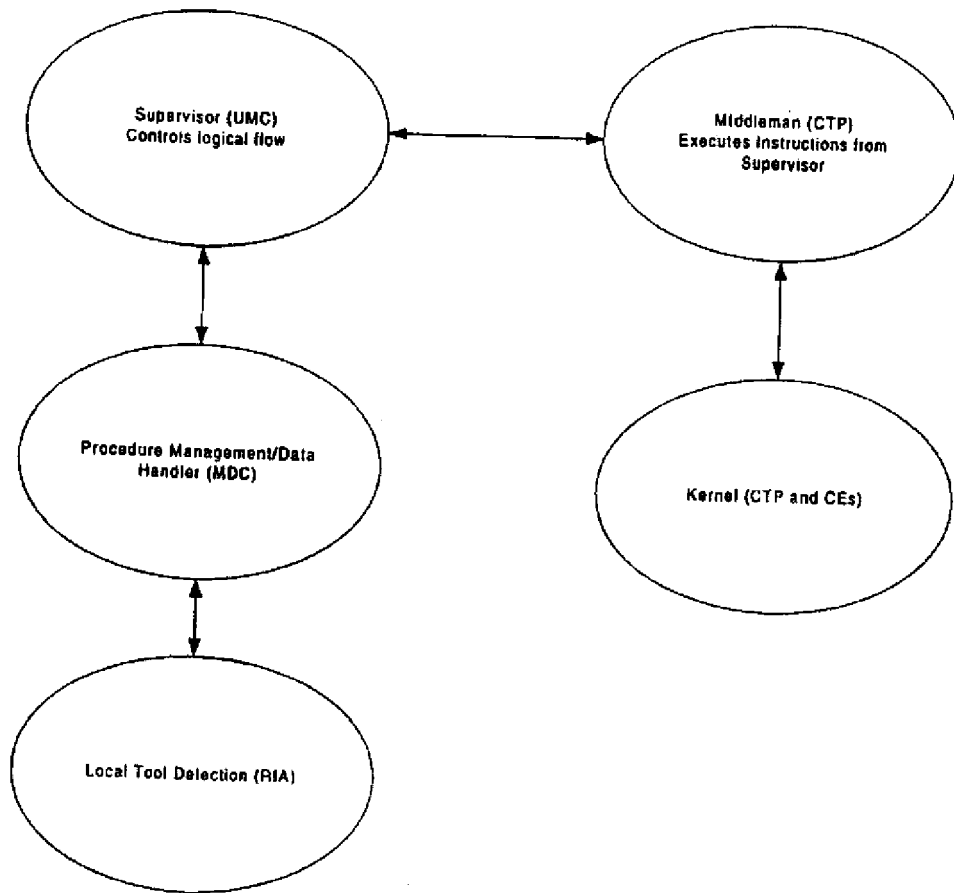 Supervisor (UMC)
Controls logical flow
Middleman (CTP)
Executes Instructions from
Supervisor
Procedure Management/Data
Handler (MDC)
Kernel (CTP and CEs)
Local Tool Detection (RIA)